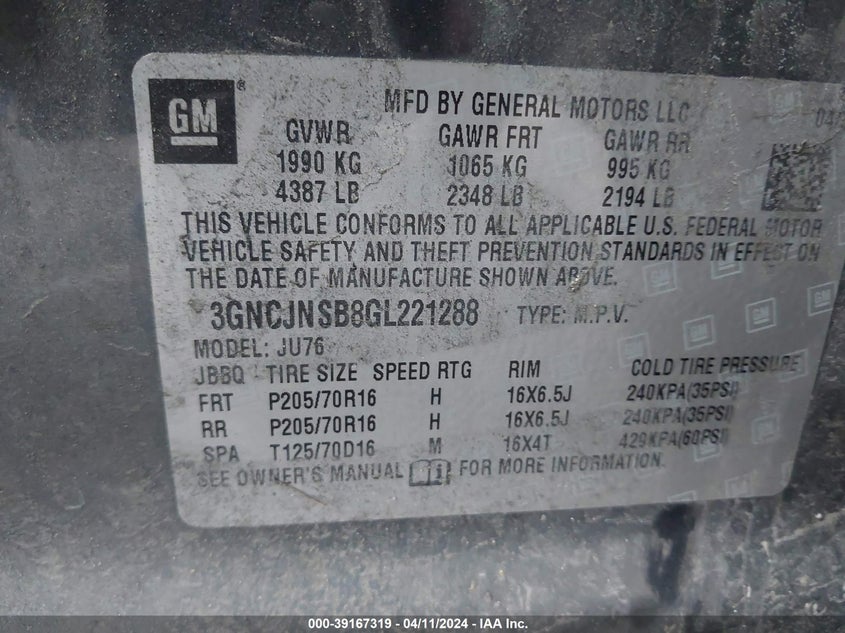 GM
MFD BY GENERAL MOTORS LLC 04/
GVWR GAWR FRT GAWR RR
1990 KG 1065 KG 995 KG
4387 LB 2348 LB 2194 LB
THIS VEHICLE CONFORMS TO ALL APPLICABLE U.S. FEDERAL MOTOR
VEHICLE SAFETY AND THEFT PREVENTION STANDARDS IN EFFECT ON
THE DATE OF MANUFACTURE SHOWN ABOVE.
3GNCJNSB8GL221288 TYPE: M.P.V.
MODEL: JU76
JBBQ TIRE SIZE SPEED RTG RIM COLD TIRE PRESSURE
FRT P205/70R16 H 16X6.5J 240KPA(35PSI)
RR P205/70R16 H 16X6.5J 240KPA(35PSI)
SPA T125/70D16 M 16X4T 420KPA(60PSI)
SEE OWNER'S MANUAL FOR MORE INFORMATION.
000-39167319 - 04/11/2024 - IAA Inc.